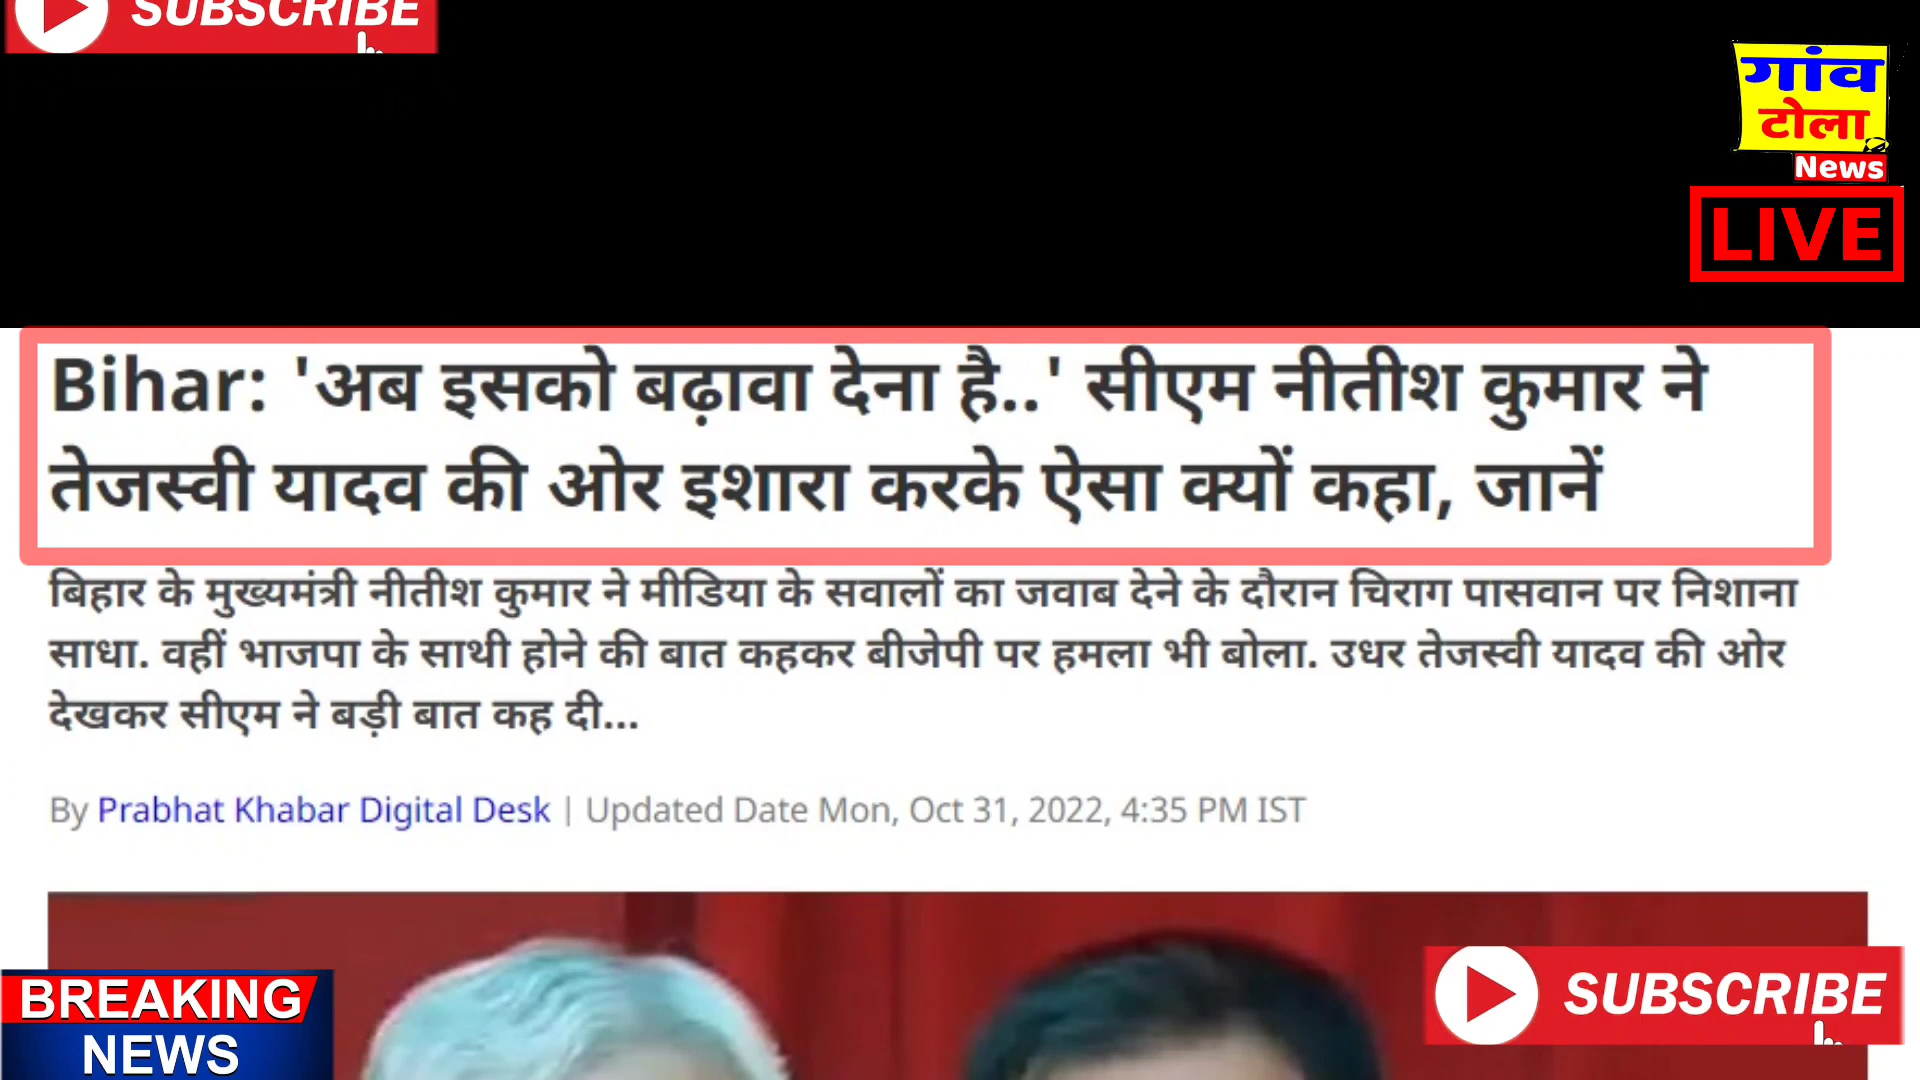 SUBSCRIBE
गांव
टोला
News
LIVE
Bihar: 'अब इसको बढ़ावा देना है..' सीएम नीतीश कुमार ने
तेजस्वी यादव की ओर इशारा करके ऐसा क्यों कहा, जानें
बिहार के मुख्यमंत्री नीतीश कुमार ने मीडिया के सवालों का जवाब देने के दौरान चिराग पासवान पर निशाना
साधा. वहीं भाजपा के साथी होने की बात कहकर बीजेपी पर हमला भी बोला. उधर तेजस्वी यादव की ओर
देखकर सीएम ने बड़ी बात कह दी...
By Prabhat Khabar Digital Desk | Updated Date Mon, Oct 31, 2022, 4:35 PM IST
BREAKING
NEWS
SUBSCRIBE